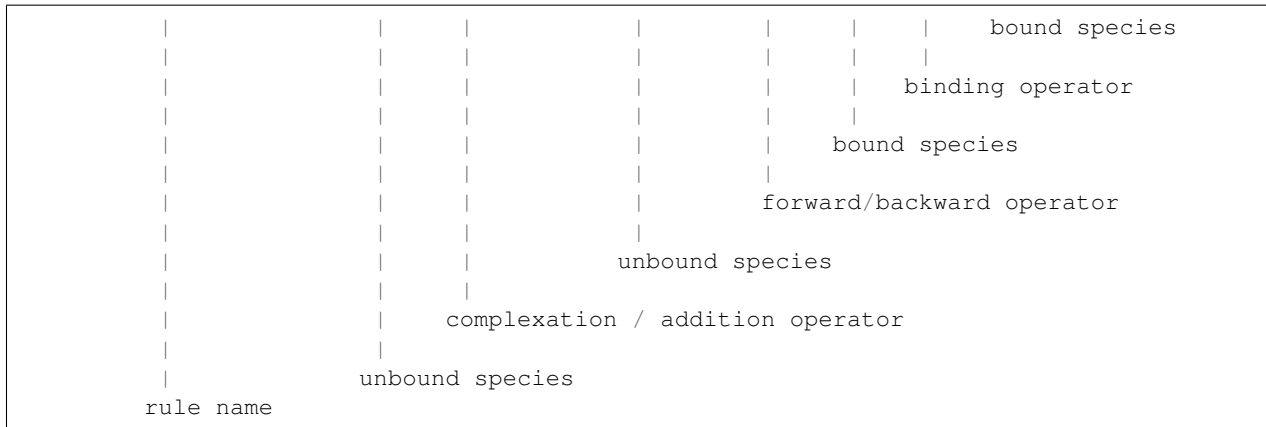 |    |    |    |    |    |    |    bound species
|    |    |    |    |    |    |
|    |    |    |    |    |    binding operator
|    |    |    |    |    |
|    |    |    |    |    bound species
|    |    |    |    |
|    |    |    |    forward/backward operator
|    |    |    |
|    |    |    unbound species
|    |    |
|    |    complexation / addition operator
|    |
|    unbound species
rule name